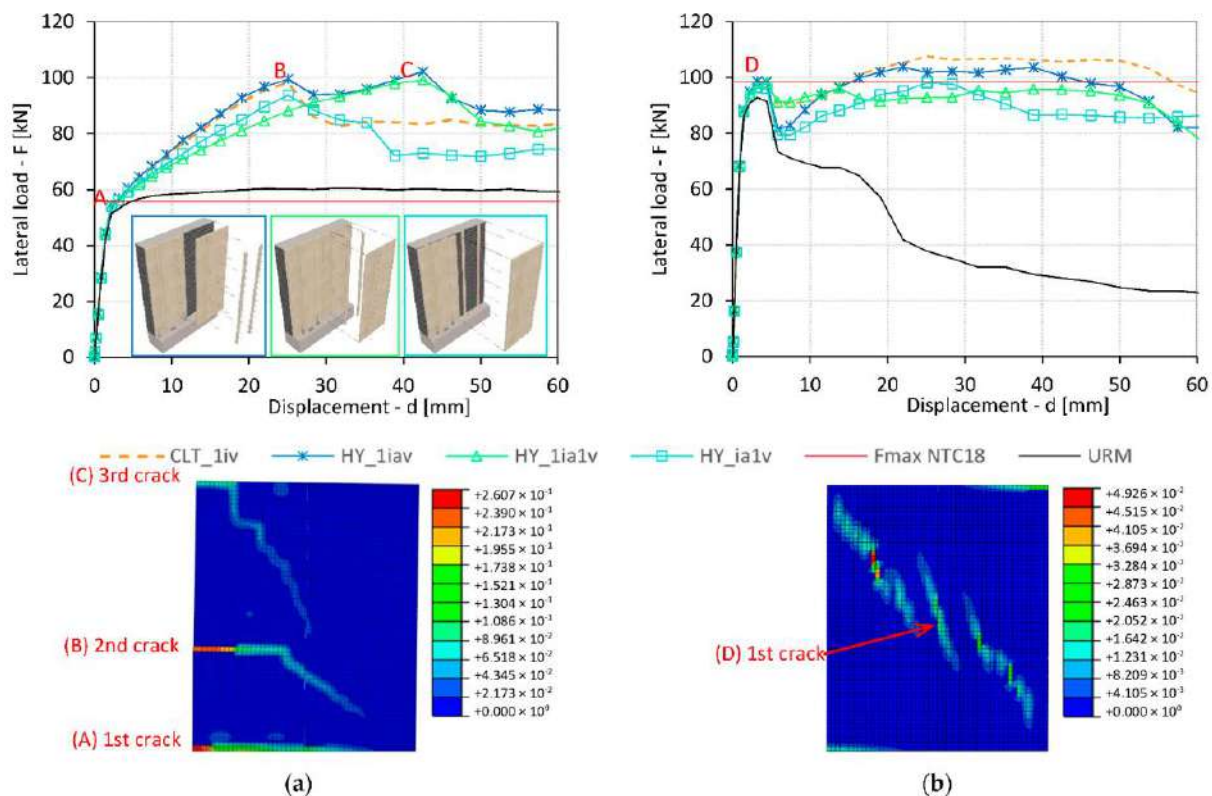 120
100
80
60
40
20
0
Lateral load - F [kN]
A
B
C
0 10 20 30 40 50 60
Displacement - d [mm]
120
100
80
60
40
20
0
Lateral load - F [kN]
D
0 10 20 30 40 50 60
Displacement - d [mm]
CLT_1iv HY_1iav HY_1ia1v HY_ia1v Fmax NTC18 URM
(C) 3rd crack
(B) 2nd crack
(A) 1st crack
+2.607 × 10⁻¹
+2.390 × 10⁻¹
+2.173 × 10⁻¹
+1.955 × 10⁻¹
+1.738 × 10⁻¹
+1.521 × 10⁻¹
+1.304 × 10⁻¹
+1.086 × 10⁻¹
+8.961 × 10⁻²
+6.518 × 10⁻²
+4.345 × 10⁻²
+2.173 × 10⁻²
+0.000 × 10⁰
(D) 1st crack
+4.926 × 10⁻²
+4.515 × 10⁻²
+4.105 × 10⁻²
+3.694 × 10⁻²
+3.284 × 10⁻²
+2.873 × 10⁻²
+2.463 × 10⁻²
+2.052 × 10⁻²
+1.642 × 10⁻²
+1.231 × 10⁻²
+8.209 × 10⁻³
+4.105 × 10⁻³
+0.000 × 10⁰
(a)
(b)